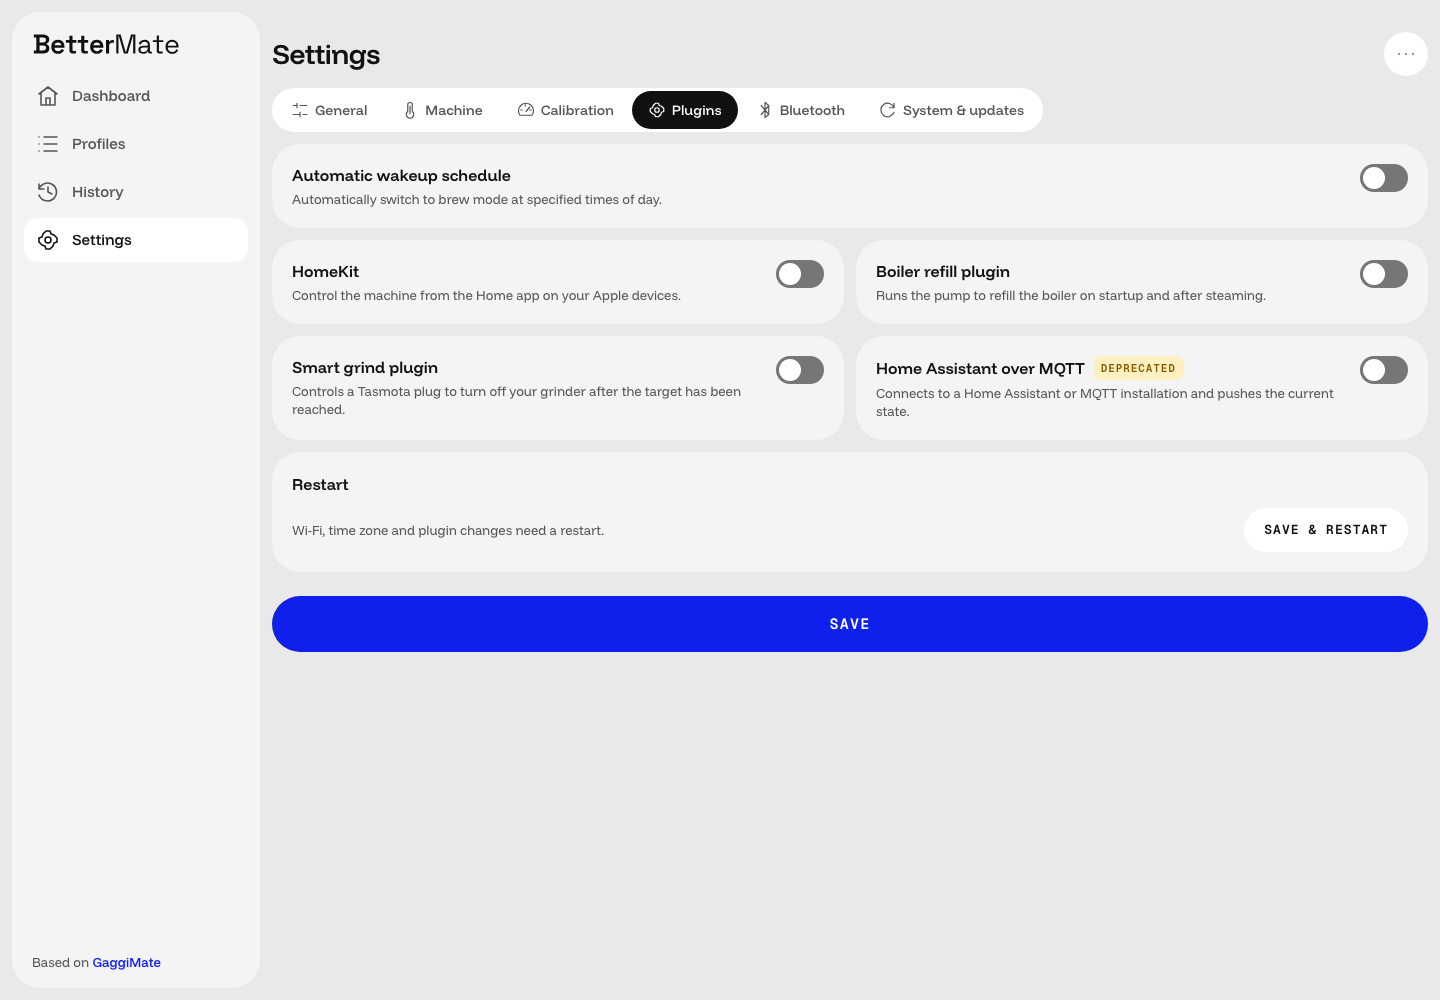 BetterMate
Dashboard
Profiles
History
Settings
Based on GaggiMate
Settings
General
Machine
Calibration
Plugins
Bluetooth
System & updates
Automatic wakeup schedule
Automatically switch to brew mode at specified times of day.
HomeKit
Control the machine from the Home app on your Apple devices.
Boiler refill plugin
Runs the pump to refill the boiler on startup and after steaming.
Smart grind plugin
Controls a Tasmota plug to turn off your grinder after the target has been
reached.
Home Assistant over MQTT DEPRECATED
Connects to a Home Assistant or MQTT installation and pushes the current
state.
Restart
Wi-Fi, time zone and plugin changes need a restart.
SAVE & RESTART
SAVE